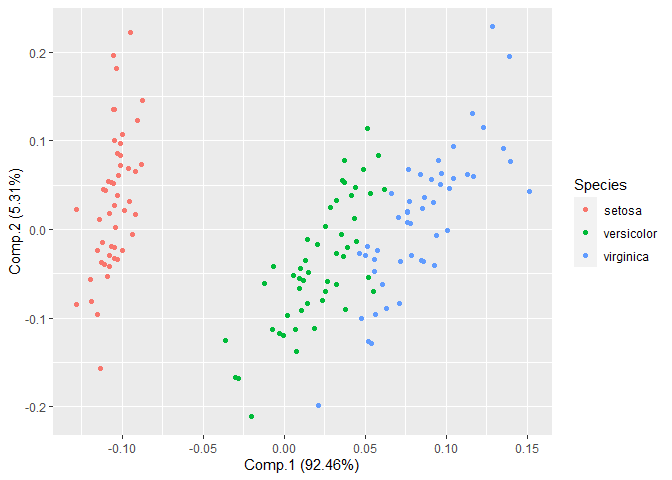 0.2
0.1
0.0
-0.1
-0.2
Comp.2 (5.31%)
-0.10
-0.05
0.00
0.05
0.10
0.15
Comp.1 (92.46%)
Species
setosa
versicolor
virginica